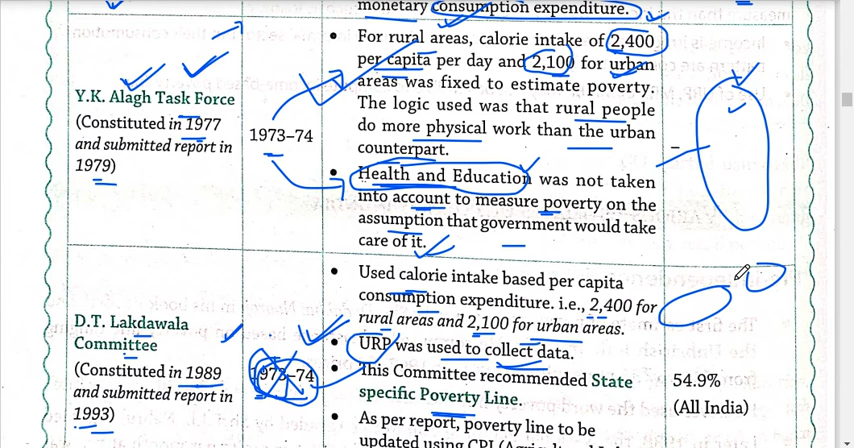 monetary consumption expenditure.
• For rural areas, calorie intake of 2,400
per capita per day and 2,100 for urban
areas was fixed to estimate poverty.
The logic used was that rural people
do more physical work than the urban
counterpart.
• Health and Education was not taken
into account to measure poverty on the
assumption that government would take
care of it.
Y.K. Alagh Task Force
(Constituted in 1977
and submitted report in
1979)
1973–74
–
• Used calorie intake based per capita
consumption expenditure. i.e., 2,400 for
rural areas and 2,100 for urban areas.
• URP was used to collect data.
• This Committee recommended State
specific Poverty Line.
• As per report, poverty line to be
updated using CPI (Agricultural
D.T. Lakdawala
Committee
(Constituted in 1989
and submitted report in
1993)
1973–74
54.9%
(All India)